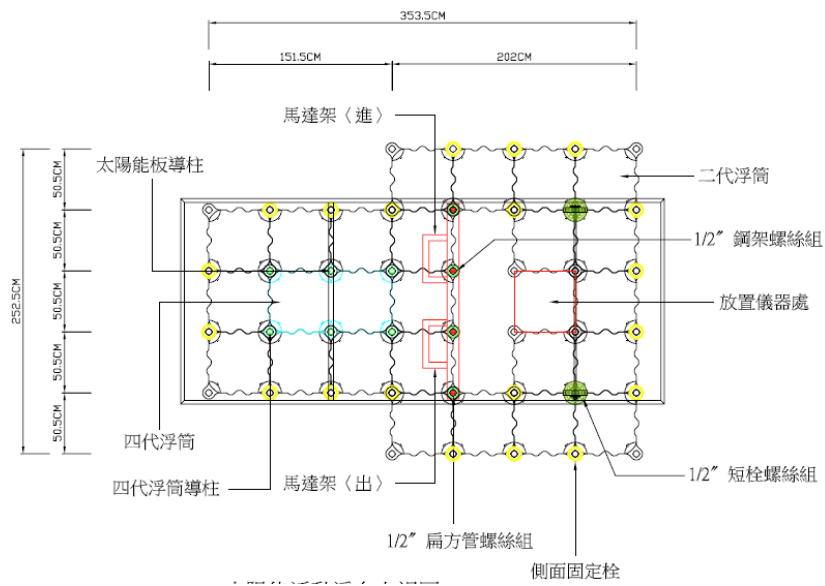 353.5CM
151.5CM
202CM
馬達架〈進〉
太陽能板導柱
二代浮筒
50.5CM
50.5CM
1/2″ 鋼架螺絲組
252.5CM
50.5CM
放置儀器處
50.5CM
50.5CM
四代浮筒
四代浮筒導柱
馬達架〈出〉
1/2″ 短栓螺絲組
1/2″ 扁方管螺絲組
側面固定栓